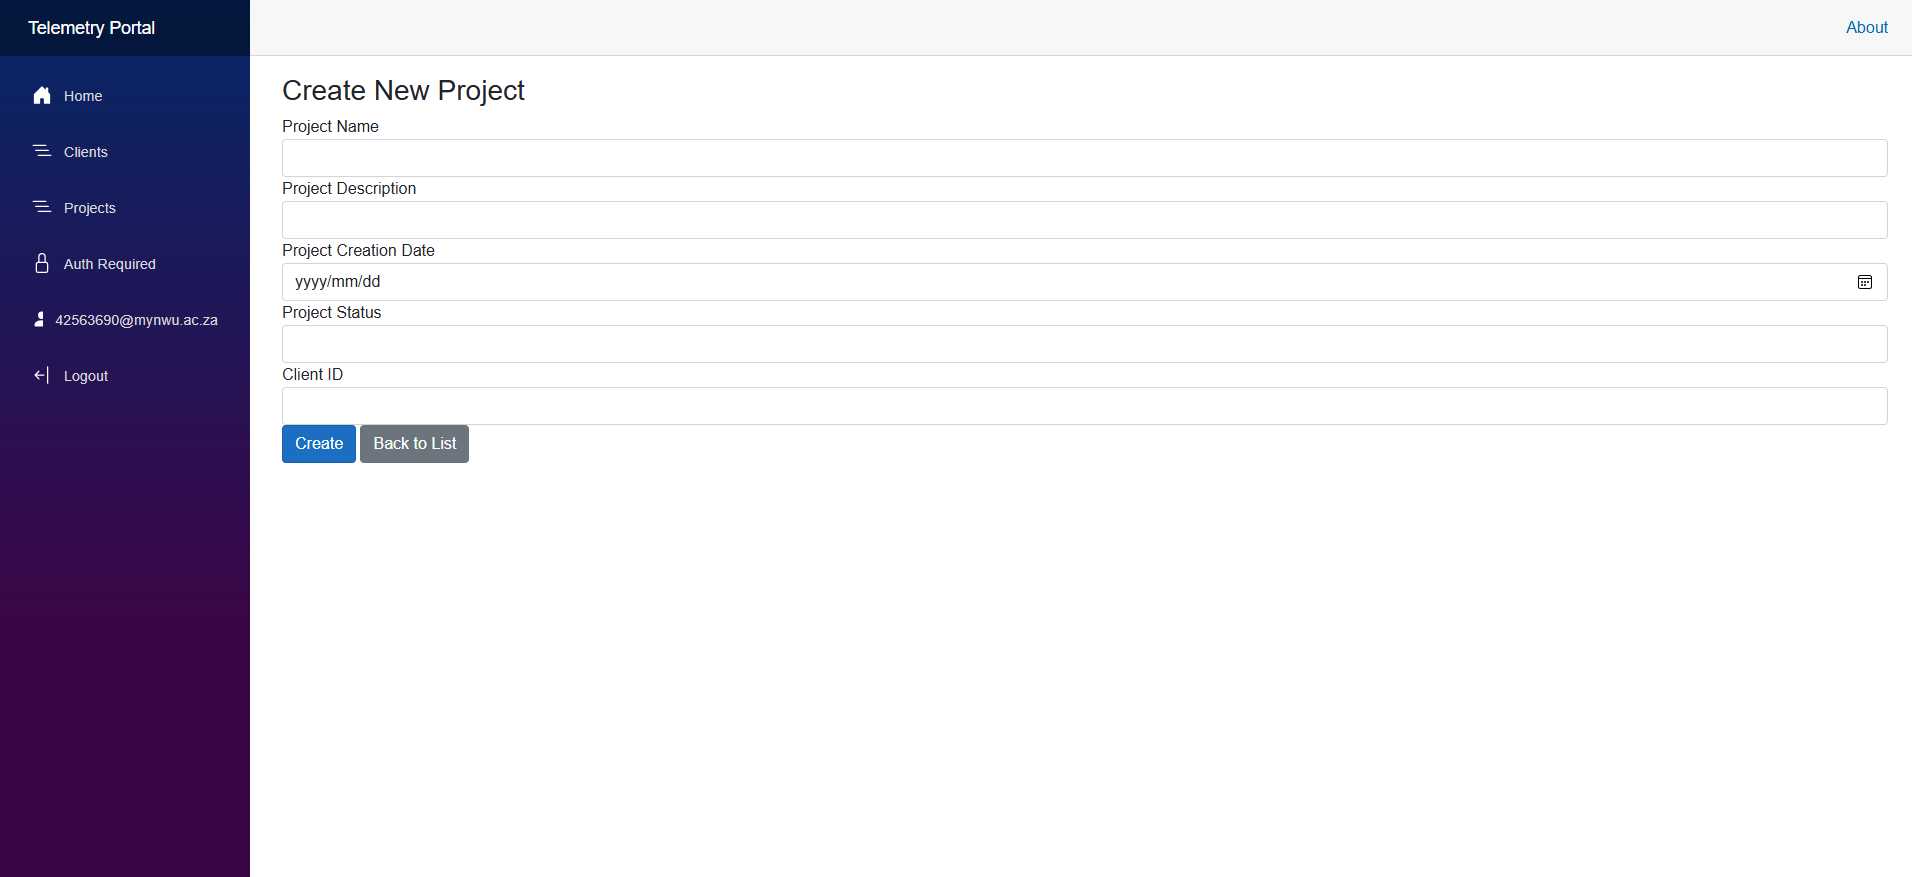 Telemetry Portal
About
Home
Clients
Projects
Auth Required
42563690@mynwu.ac.za
Logout
Create New Project
Project Name
Project Description
Project Creation Date
yyyy/mm/dd
Project Status
Client ID
Create
Back to List